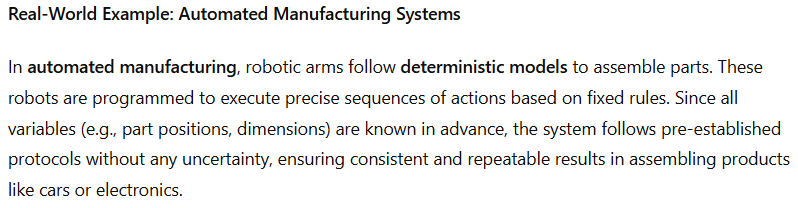 Real-World Example: Automated Manufacturing Systems
In automated manufacturing, robotic arms follow deterministic models to assemble parts. These
robots are programmed to execute precise sequences of actions based on fixed rules. Since all
variables (e.g., part positions, dimensions) are known in advance, the system follows pre-established
protocols without any uncertainty, ensuring consistent and repeatable results in assembling products
like cars or electronics.